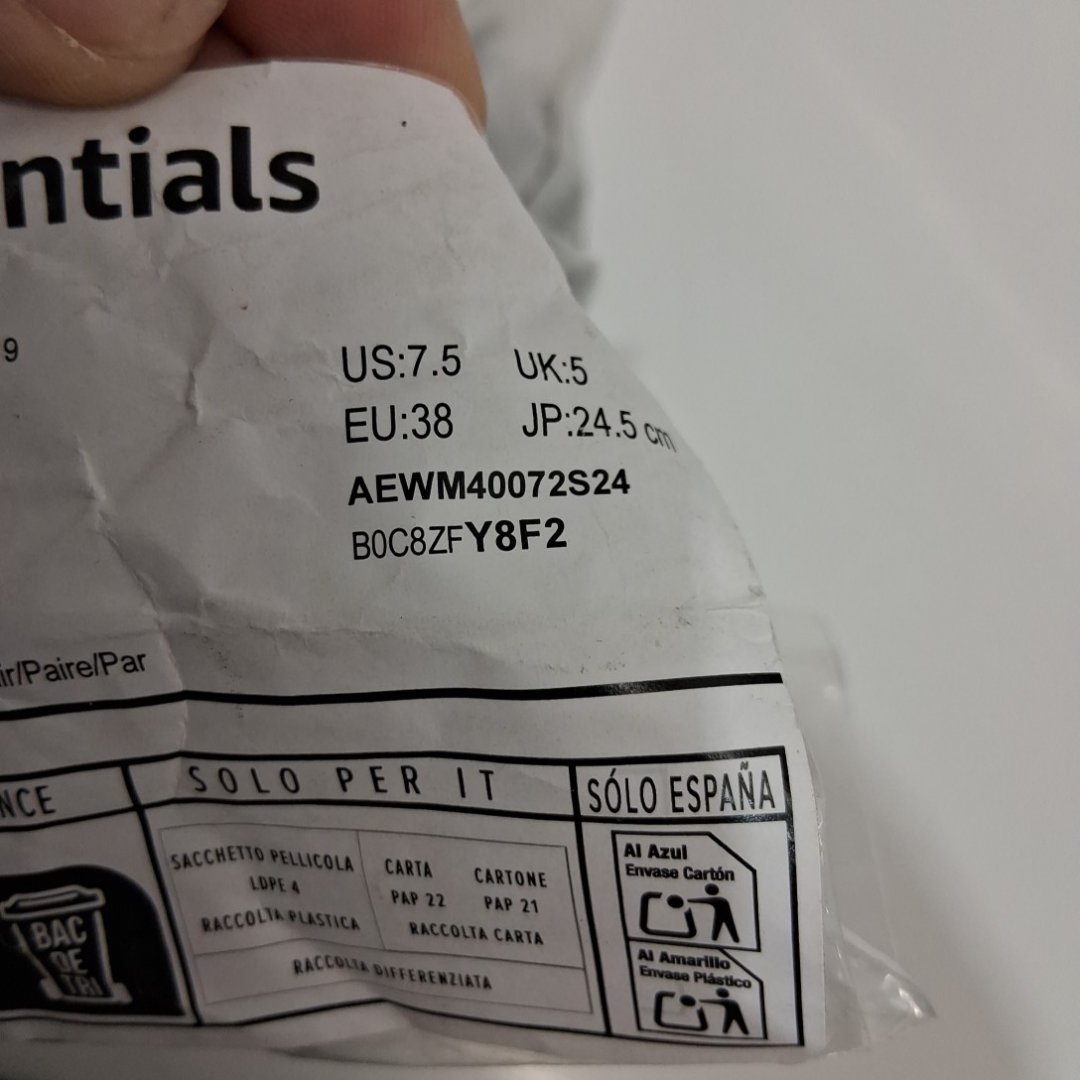 ntials
9
US:7.5 UK:5
EU:38 JP:24.5 cm
AEWM40072S24
B0C8ZFY8F2
ir/Paire/Par
NCE
SOLO PER IT
SÓLO ESPAÑA
BAC
DE
TRI
SACCHETTO PELLICOLA
LDPE 4
RACCOLTA PLASTICA
CARTA CARTONE
PAP 22 PAP 21
RACCOLTA CARTA
RACCOLTA DIFFERENZIATA
Al Azul
Envase Cartón
Al Amarillo
Envase Plástico